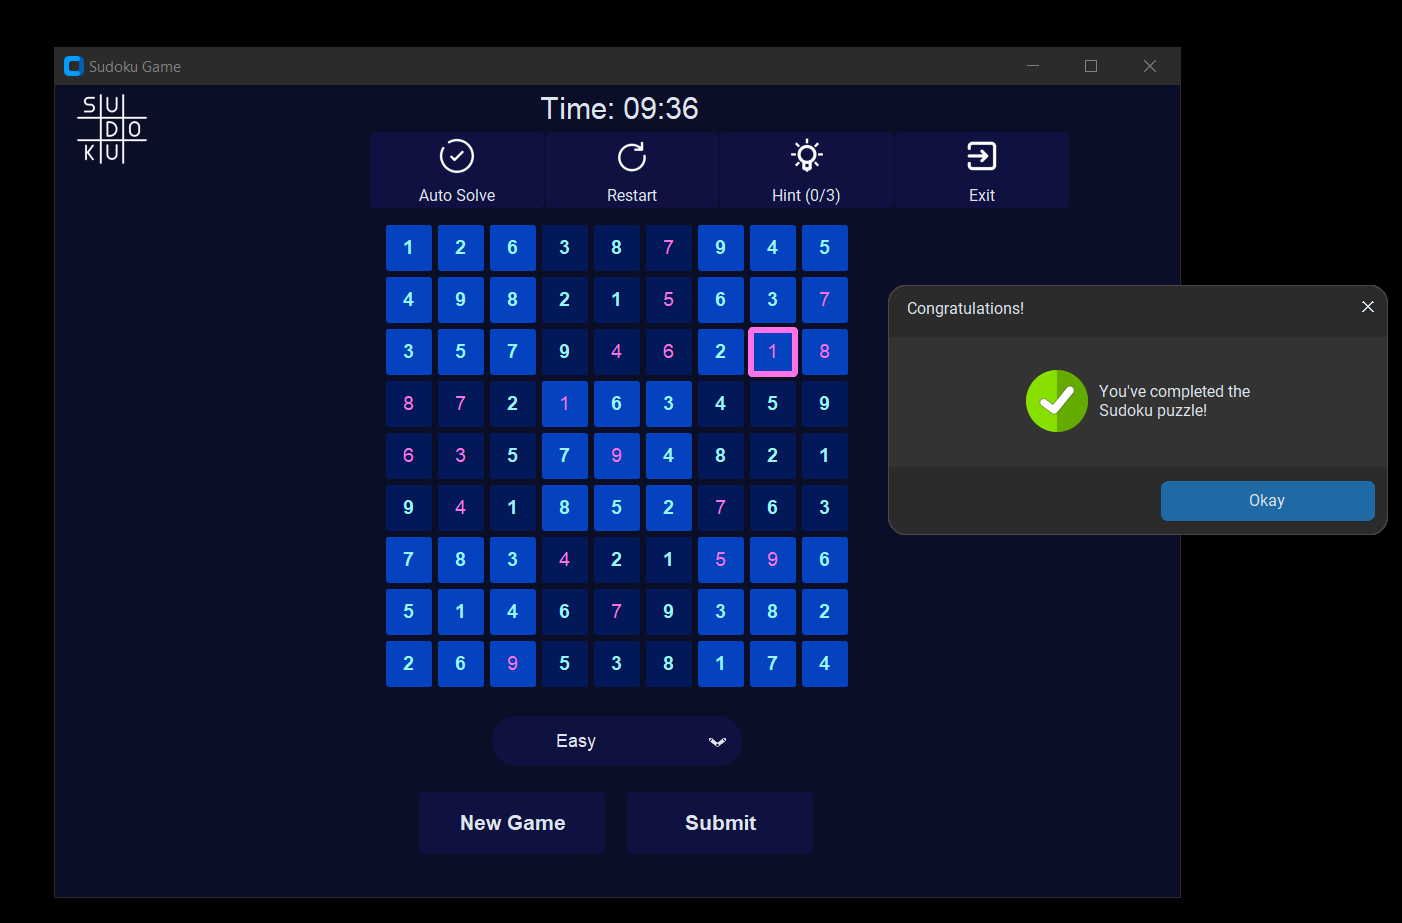 Sudoku Game
S U
D O
K U
Time: 09:36
Auto Solve Restart Hint (0/3) Exit
1 2 6 3 8 7 9 4 5
4 9 8 2 1 5 6 3 7
3 5 7 9 4 6 2 1 8
8 7 2 1 6 3 4 5 9
6 3 5 7 9 4 8 2 1
9 4 1 8 5 2 7 6 3
7 8 3 4 2 1 5 9 6
5 1 4 6 7 9 3 8 2
2 6 9 5 3 8 1 7 4
Easy
New Game Submit
Congratulations!
You've completed the
Sudoku puzzle!
Okay